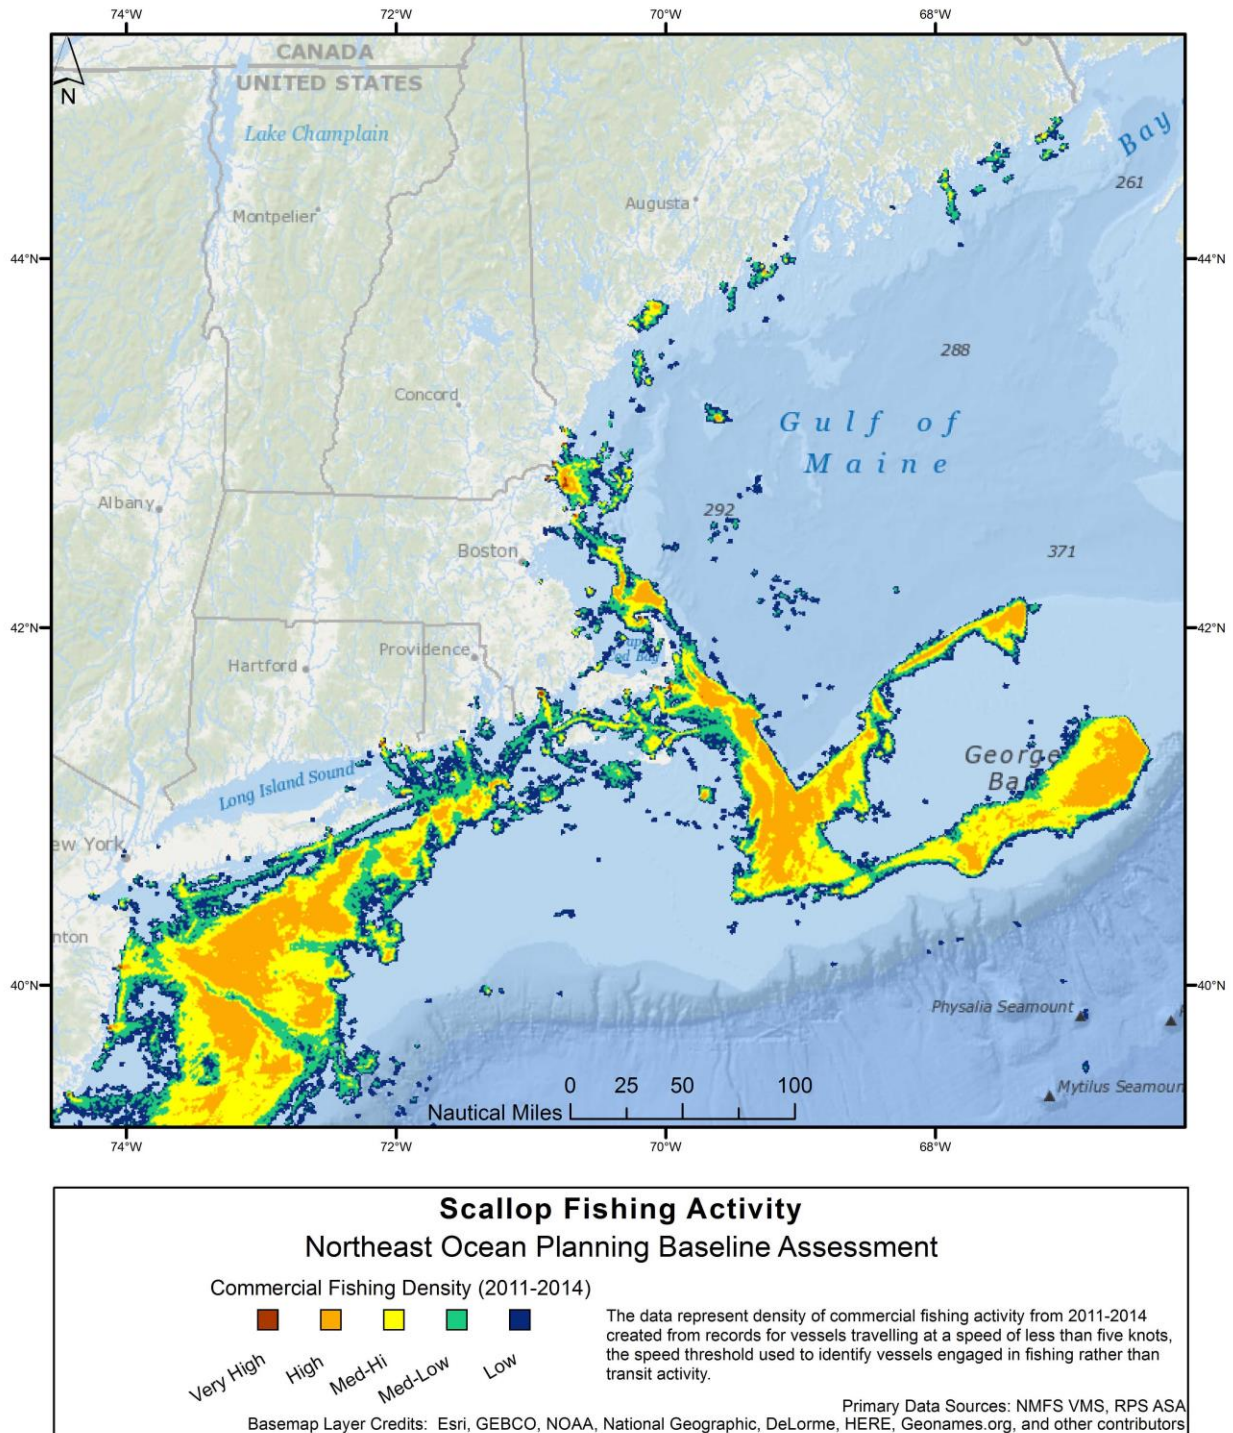 74°W 72°W 70°W 68°W
CANADA
UNITED STATES
N
Lake Champlain
Bay
261
Montpelier
Augusta
44°N 44°N
288
Concord
Gulf of
Maine
Albany
292
Boston
371
42°N 42°N
Providence
Hartford
George
Ba
Long Island Sound
ew York
nton
40°N 40°N
Physalia Seamount
0 25 50 100
Mytilus Seamoun
Nautical Miles
74°W 72°W 70°W 68°W
Scallop Fishing Activity
Northeast Ocean Planning Baseline Assessment
Commercial Fishing Density (2011-2014)
Very High
High
Med-Hi
Med-Low
Low
The data represent density of commercial fishing activity from 2011-2014
created from records for vessels travelling at a speed of less than five knots,
the speed threshold used to identify vessels engaged in fishing rather than
transit activity.
Primary Data Sources: NMFS VMS, RPS ASA
Basemap Layer Credits: Esri, GEBCO, NOAA, National Geographic, DeLorme, HERE, Geonames.org, and other contributors